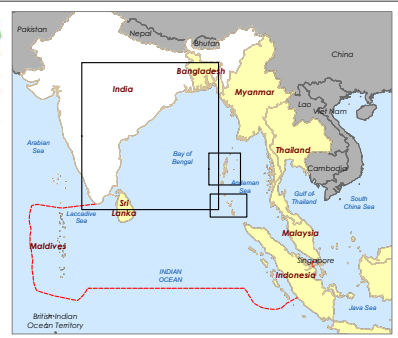 Pakistan
Nepal
Bhutan
China
India
Bangladesh
Myanmar
Lao
Viet Nam
Arabian
Sea
Bay of
Bengal
Thailand
Cambodia
Andaman
Sea
Gulf of
Thailand
South
China Sea
Sri
Lanka
Laccadive
Sea
Maldives
Malaysia
Singapore
INDIAN
OCEAN
Indonesia
Java Sea
British Indian
Ocean Territory